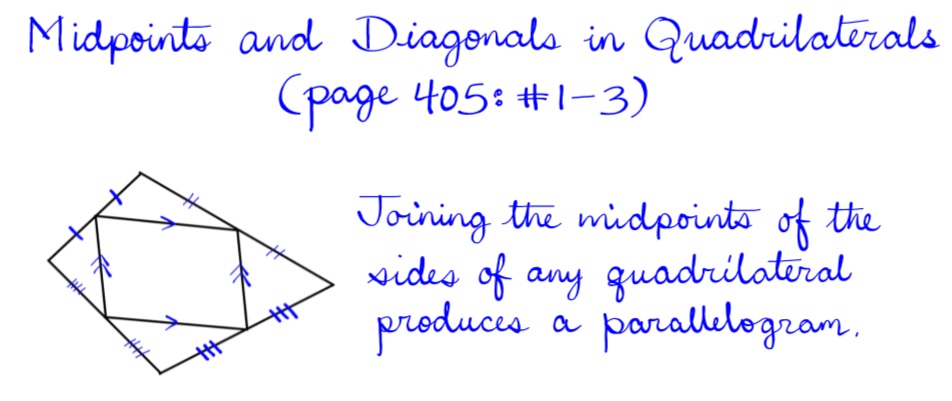 Midpoints and Diagonals in Quadrilaterals
(page 405: #1-3)
Joining the midpoints of the
sides of any quadrilateral
produces a parallelogram.